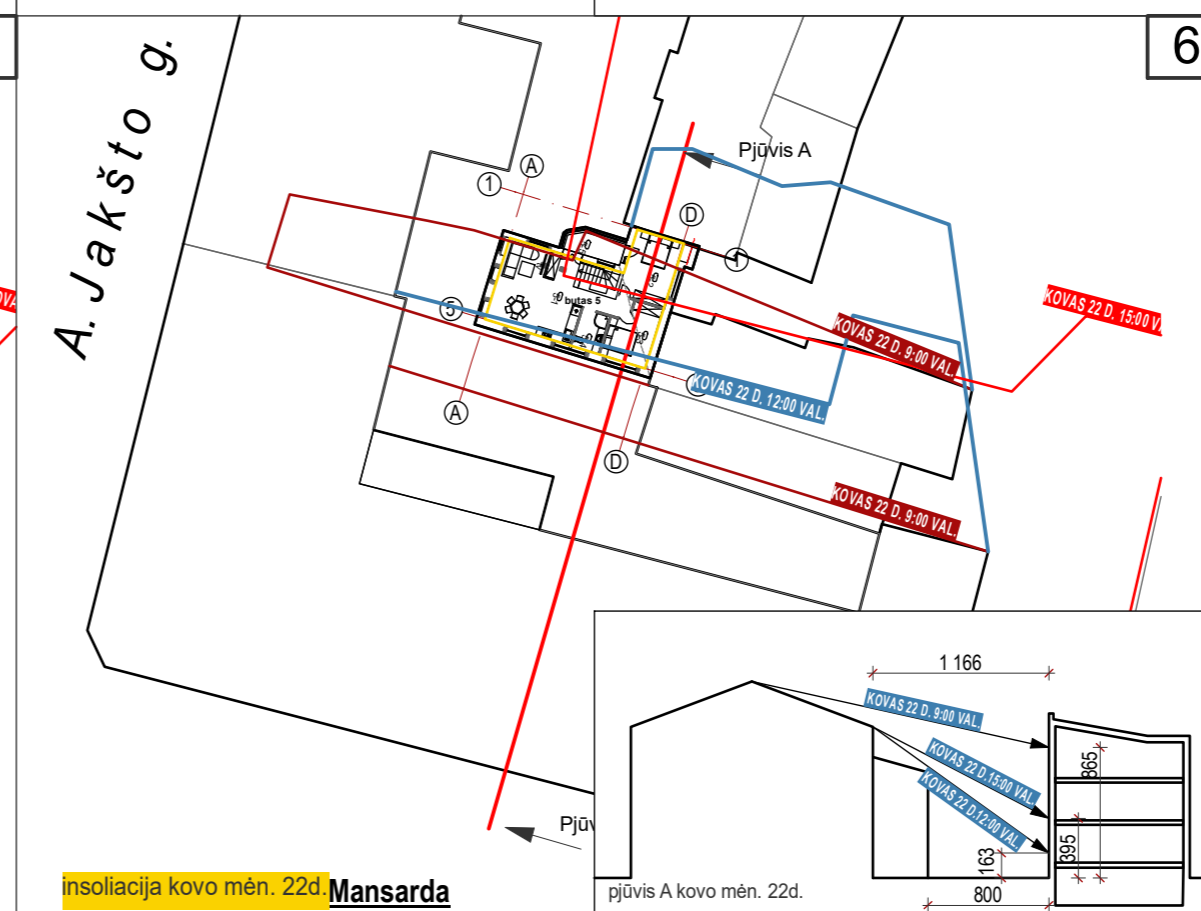 6
A. Jakšto g.
Pjūvis A
A
1
D
1
KOVAS 22 D. 15:00 V
KOVAS 22 D. 9:00 VAL.
5
butas 5
KOVAS 22 D. 12:00 VAL.
A
D
KOVAS 22 D. 9:00 VAL.
1 166
KOVAS 22 D. 9:00 VAL.
KOVAS 22 D.15:00 VAL.
KOVAS 22 D.12:00 VAL.
865
395
163
800
Pjūv
insoliacija kovo mėn. 22d. Mansarda
pjūvis A kovo mėn. 22d.